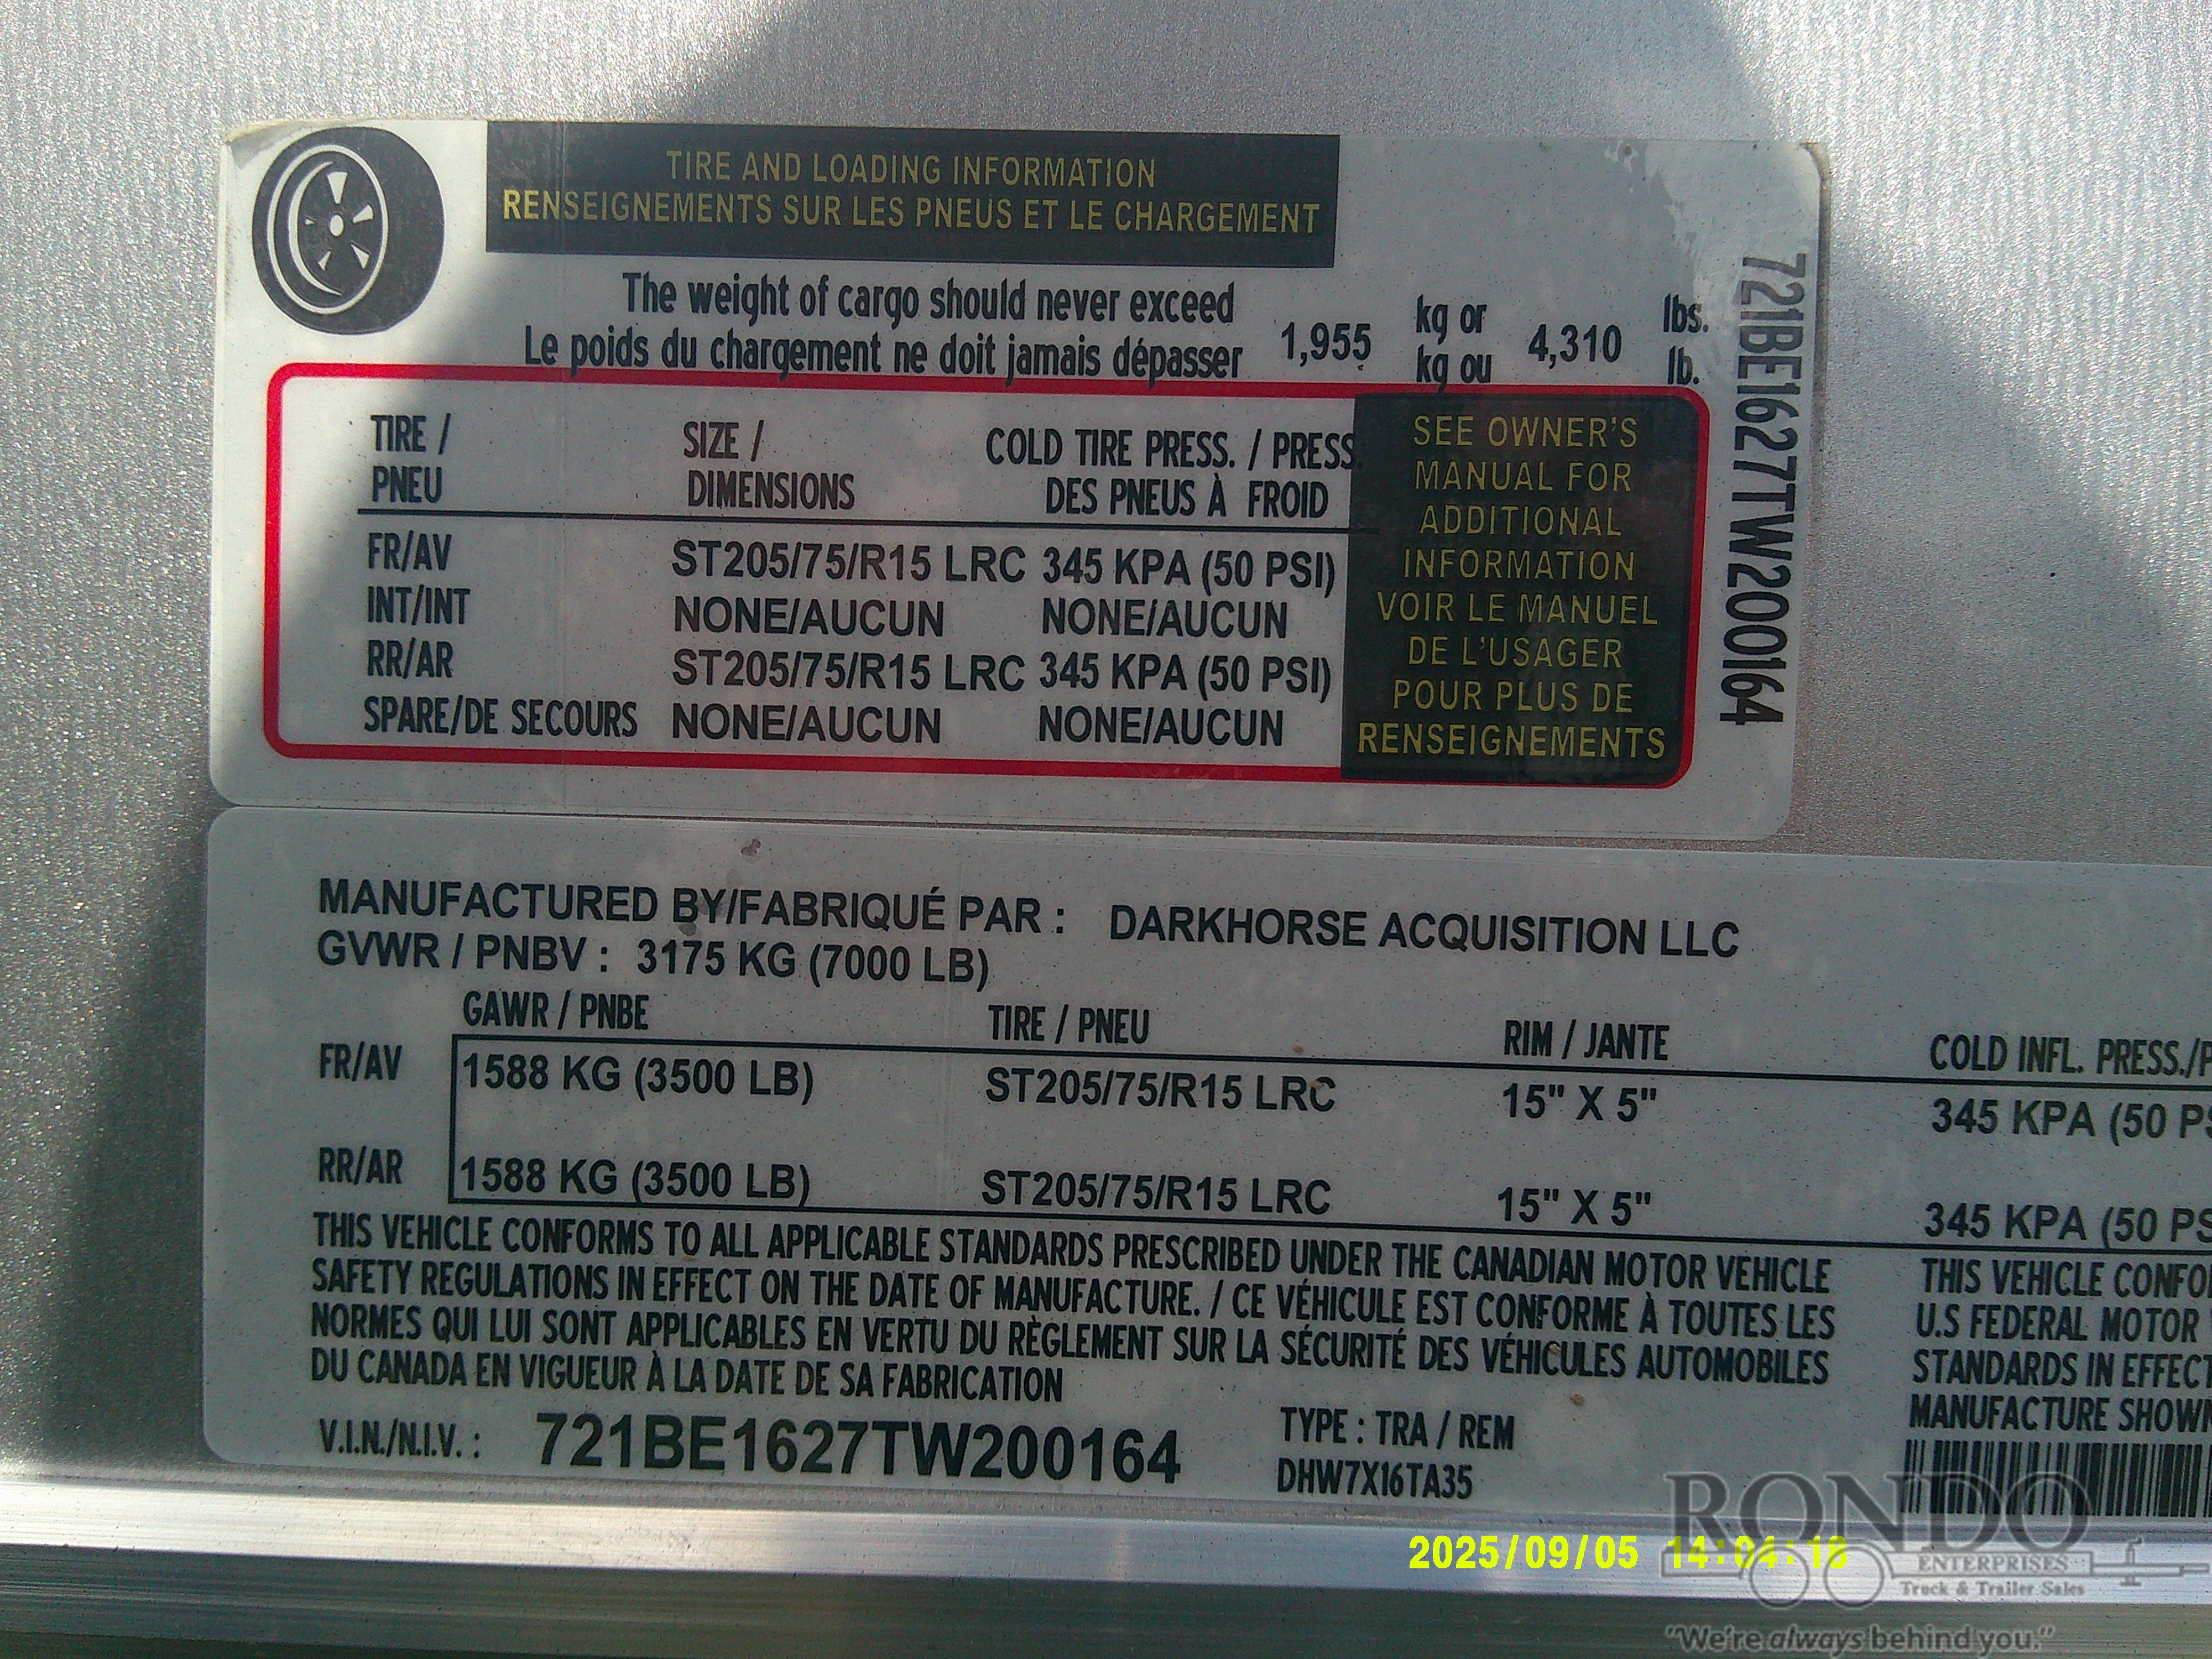 TIRE AND LOADING INFORMATION
RENSEIGNEMENTS SUR LES PNEUS ET LE CHARGEMENT
The weight of cargo should never exceed
Le poids du chargement ne doit jamais dépasser
1,955
kg or
kg ou
4,310
lbs.
lb.
TIRE / SIZE / COLD TIRE PRESS. / PRESS.
PNEU DIMENSIONS DES PNEUS À FROID
FR/AV ST205/75/R15 LRC 345 KPA (50 PSI)
INT/INT NONE/AUCUN NONE/AUCUN
RR/AR ST205/75/R15 LRC 345 KPA (50 PSI)
SPARE/DE SECOURS NONE/AUCUN NONE/AUCUN
SEE OWNER'S
MANUAL FOR
ADDITIONAL
INFORMATION
VOIR LE MANUEL
DE L'USAGER
POUR PLUS DE
RENSEIGNEMENTS
721BE1627TW200164
MANUFACTURED BY/FABRIQUÉ PAR : DARKHORSE ACQUISITION LLC
GVWR / PNBV : 3175 KG (7000 LB)
GAWR / PNBE TIRE / PNEU RIM / JANTE COLD INFL. PRESS./P
FR/AV 1588 KG (3500 LB) ST205/75/R15 LRC 15" X 5" 345 KPA (50 PS
RR/AR 1588 KG (3500 LB) ST205/75/R15 LRC 15" X 5" 345 KPA (50 PS
THIS VEHICLE CONFORMS TO ALL APPLICABLE STANDARDS PRESCRIBED UNDER THE CANADIAN MOTOR VEHICLE
SAFETY REGULATIONS IN EFFECT ON THE DATE OF MANUFACTURE. / CE VÉHICULE EST CONFORME À TOUTES LES
NORMES QUI LUI SONT APPLICABLES EN VERTU DU RÈGLEMENT SUR LA SÉCURITÉ DES VÉHICULES AUTOMOBILES
DU CANADA EN VIGUEUR À LA DATE DE SA FABRICATION
THIS VEHICLE CONFO
U.S FEDERAL MOTOR
STANDARDS IN EFFECT
MANUFACTURE SHOWN
V.I.N./N.I.V. : 721BE1627TW200164
TYPE : TRA / REM
DHW7X16TA35
2025/09/05 14:04:18
RONDO
ENTERPRISES
Truck & Trailer Sales
"We're always behind you."